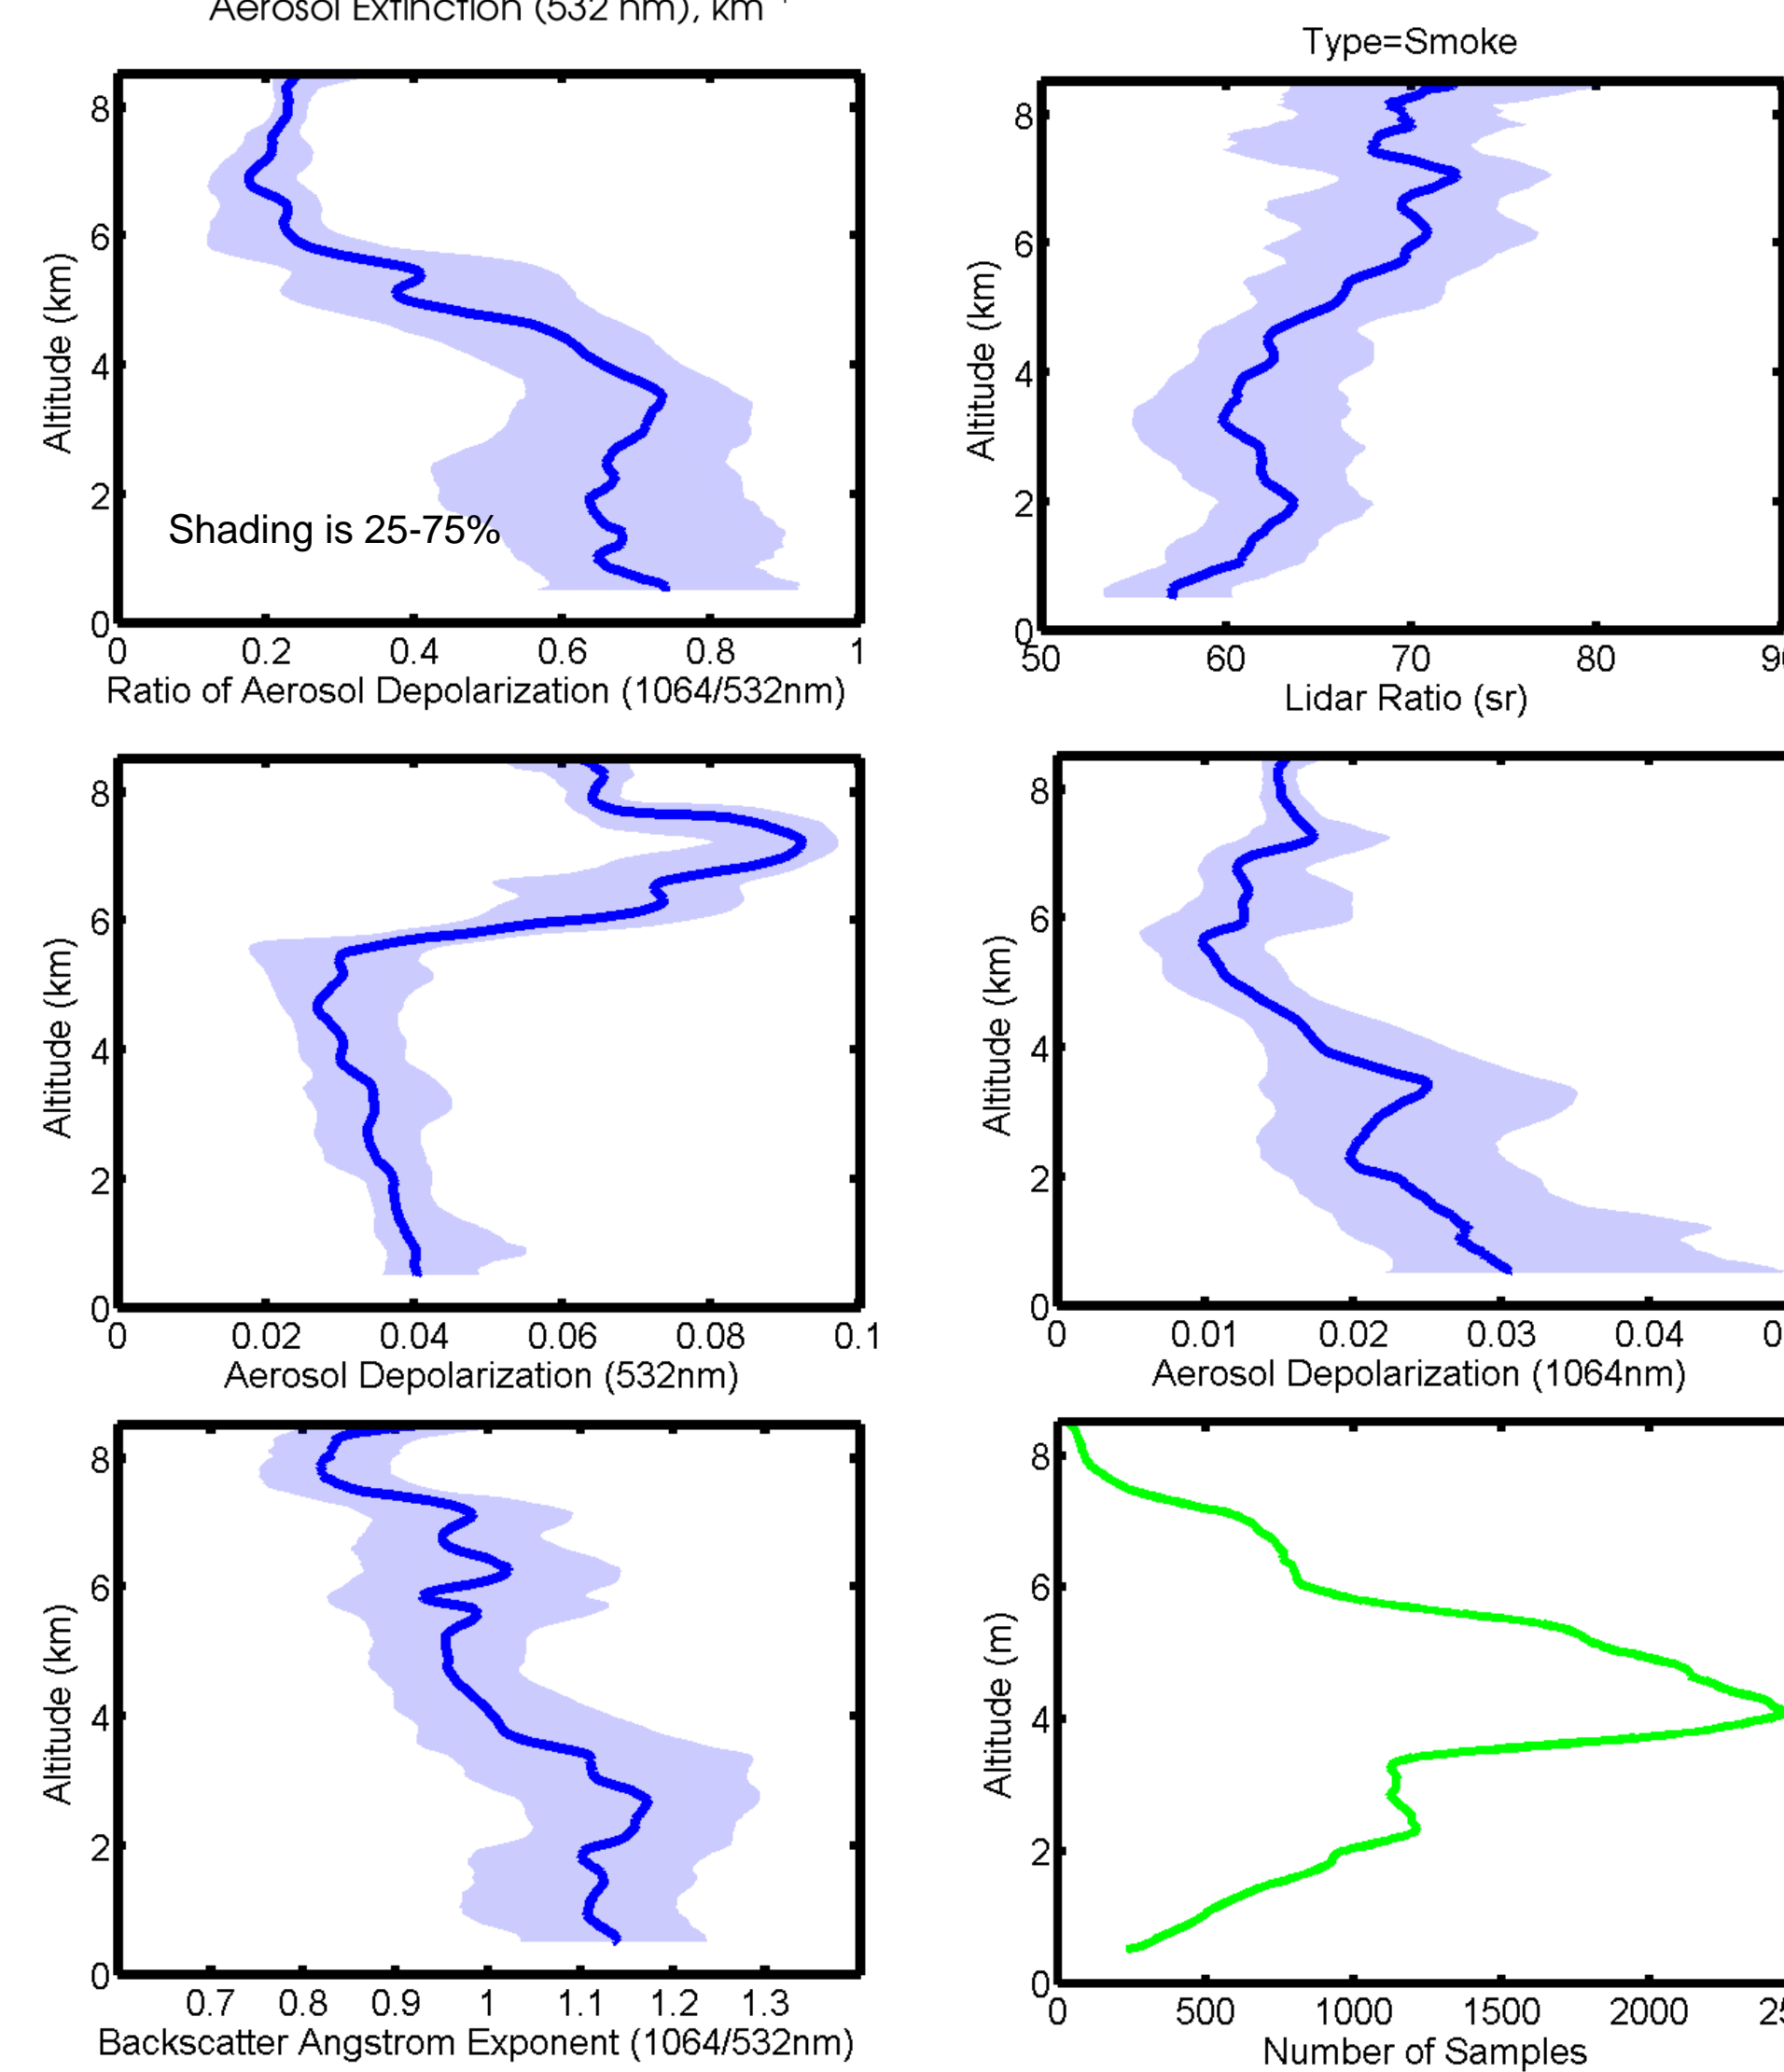 Aerosol Extinction (532 nm), km
Type=Smoke
8
6
4
2
0
Altitude (km)
Shading is 25-75%
0 0.2 0.4 0.6 0.8 1
Ratio of Aerosol Depolarization (1064/532nm)
8
6
4
2
0
Altitude (km)
50 60 70 80
Lidar Ratio (sr)
8
6
4
2
0
Altitude (km)
0 0.02 0.04 0.06 0.08 0.1
Aerosol Depolarization (532nm)
8
6
4
2
0
Altitude (km)
0 0.01 0.02 0.03 0.04
Aerosol Depolarization (1064nm)
8
6
4
2
0
Altitude (km)
0.7 0.8 0.9 1 1.1 1.2 1.3
Backscatter Angstrom Exponent (1064/532nm)
8
6
4
2
0
Altitude (m)
0 500 1000 1500 2000
Number of Samples